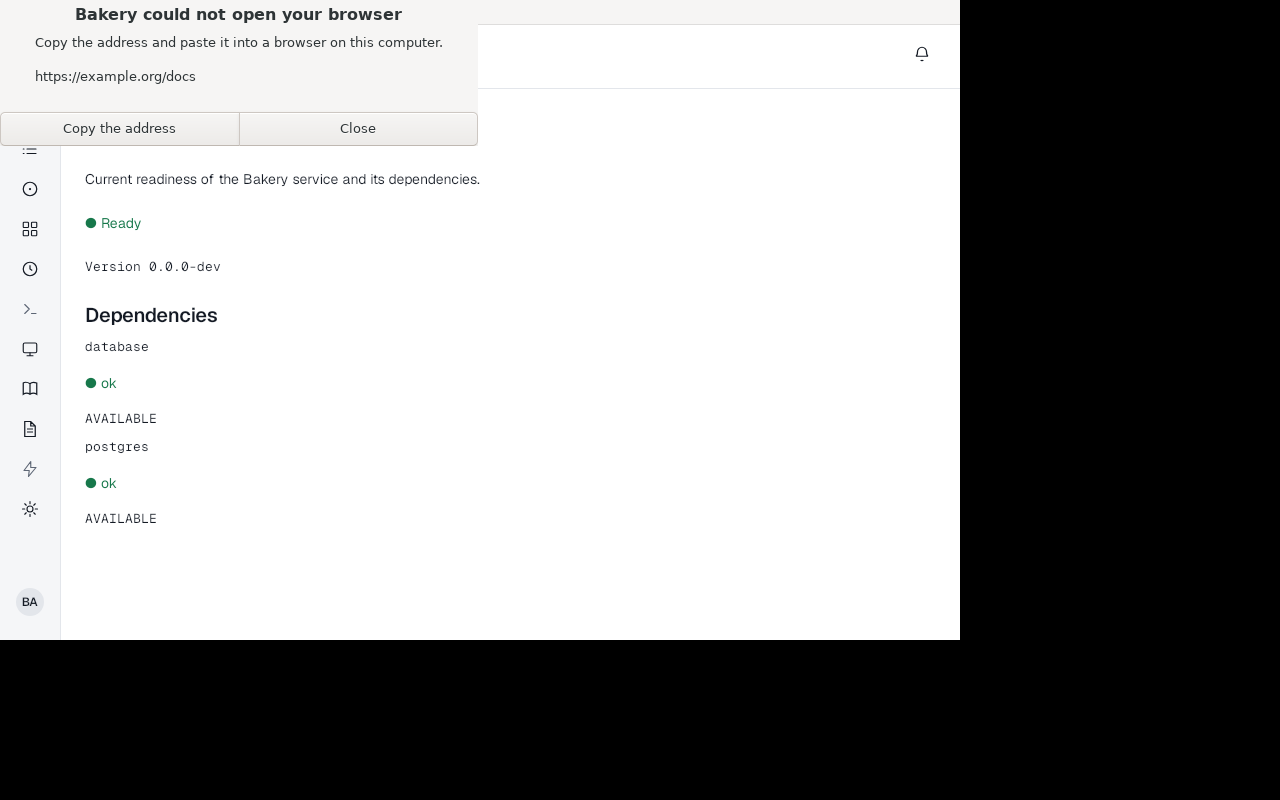 Bakery could not open your browser
Copy the address and paste it into a browser on this computer.
https://example.org/docs
Copy the address
Close
Current readiness of the Bakery service and its dependencies.
Ready
Version 0.0.0-dev
Dependencies
database
ok
AVAILABLE
postgres
ok
AVAILABLE
BA